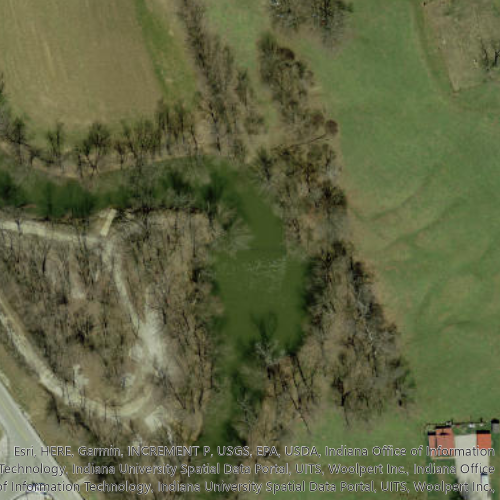 Esri, HERE, Garmin, INCREMENT P, USGS, EPA, USDA, Indiana Office of Information
Technology, Indiana University Spatial Data Portal, UITS, Woolpert Inc., Indiana Office
of Information Technology, Indiana University Spatial Data Portal, UITS, Woolpert Inc.,